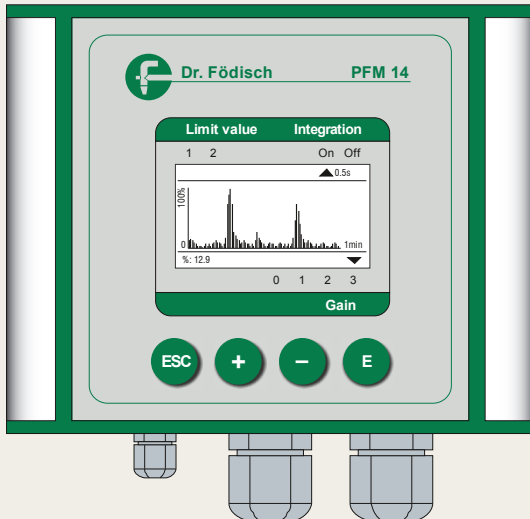 Dr. Födisch PFM 14
Limit value Integration
1 2 On Off
0.5s
100%
0 1min
%: 12.9
0 1 2 3
Gain
ESC + − E